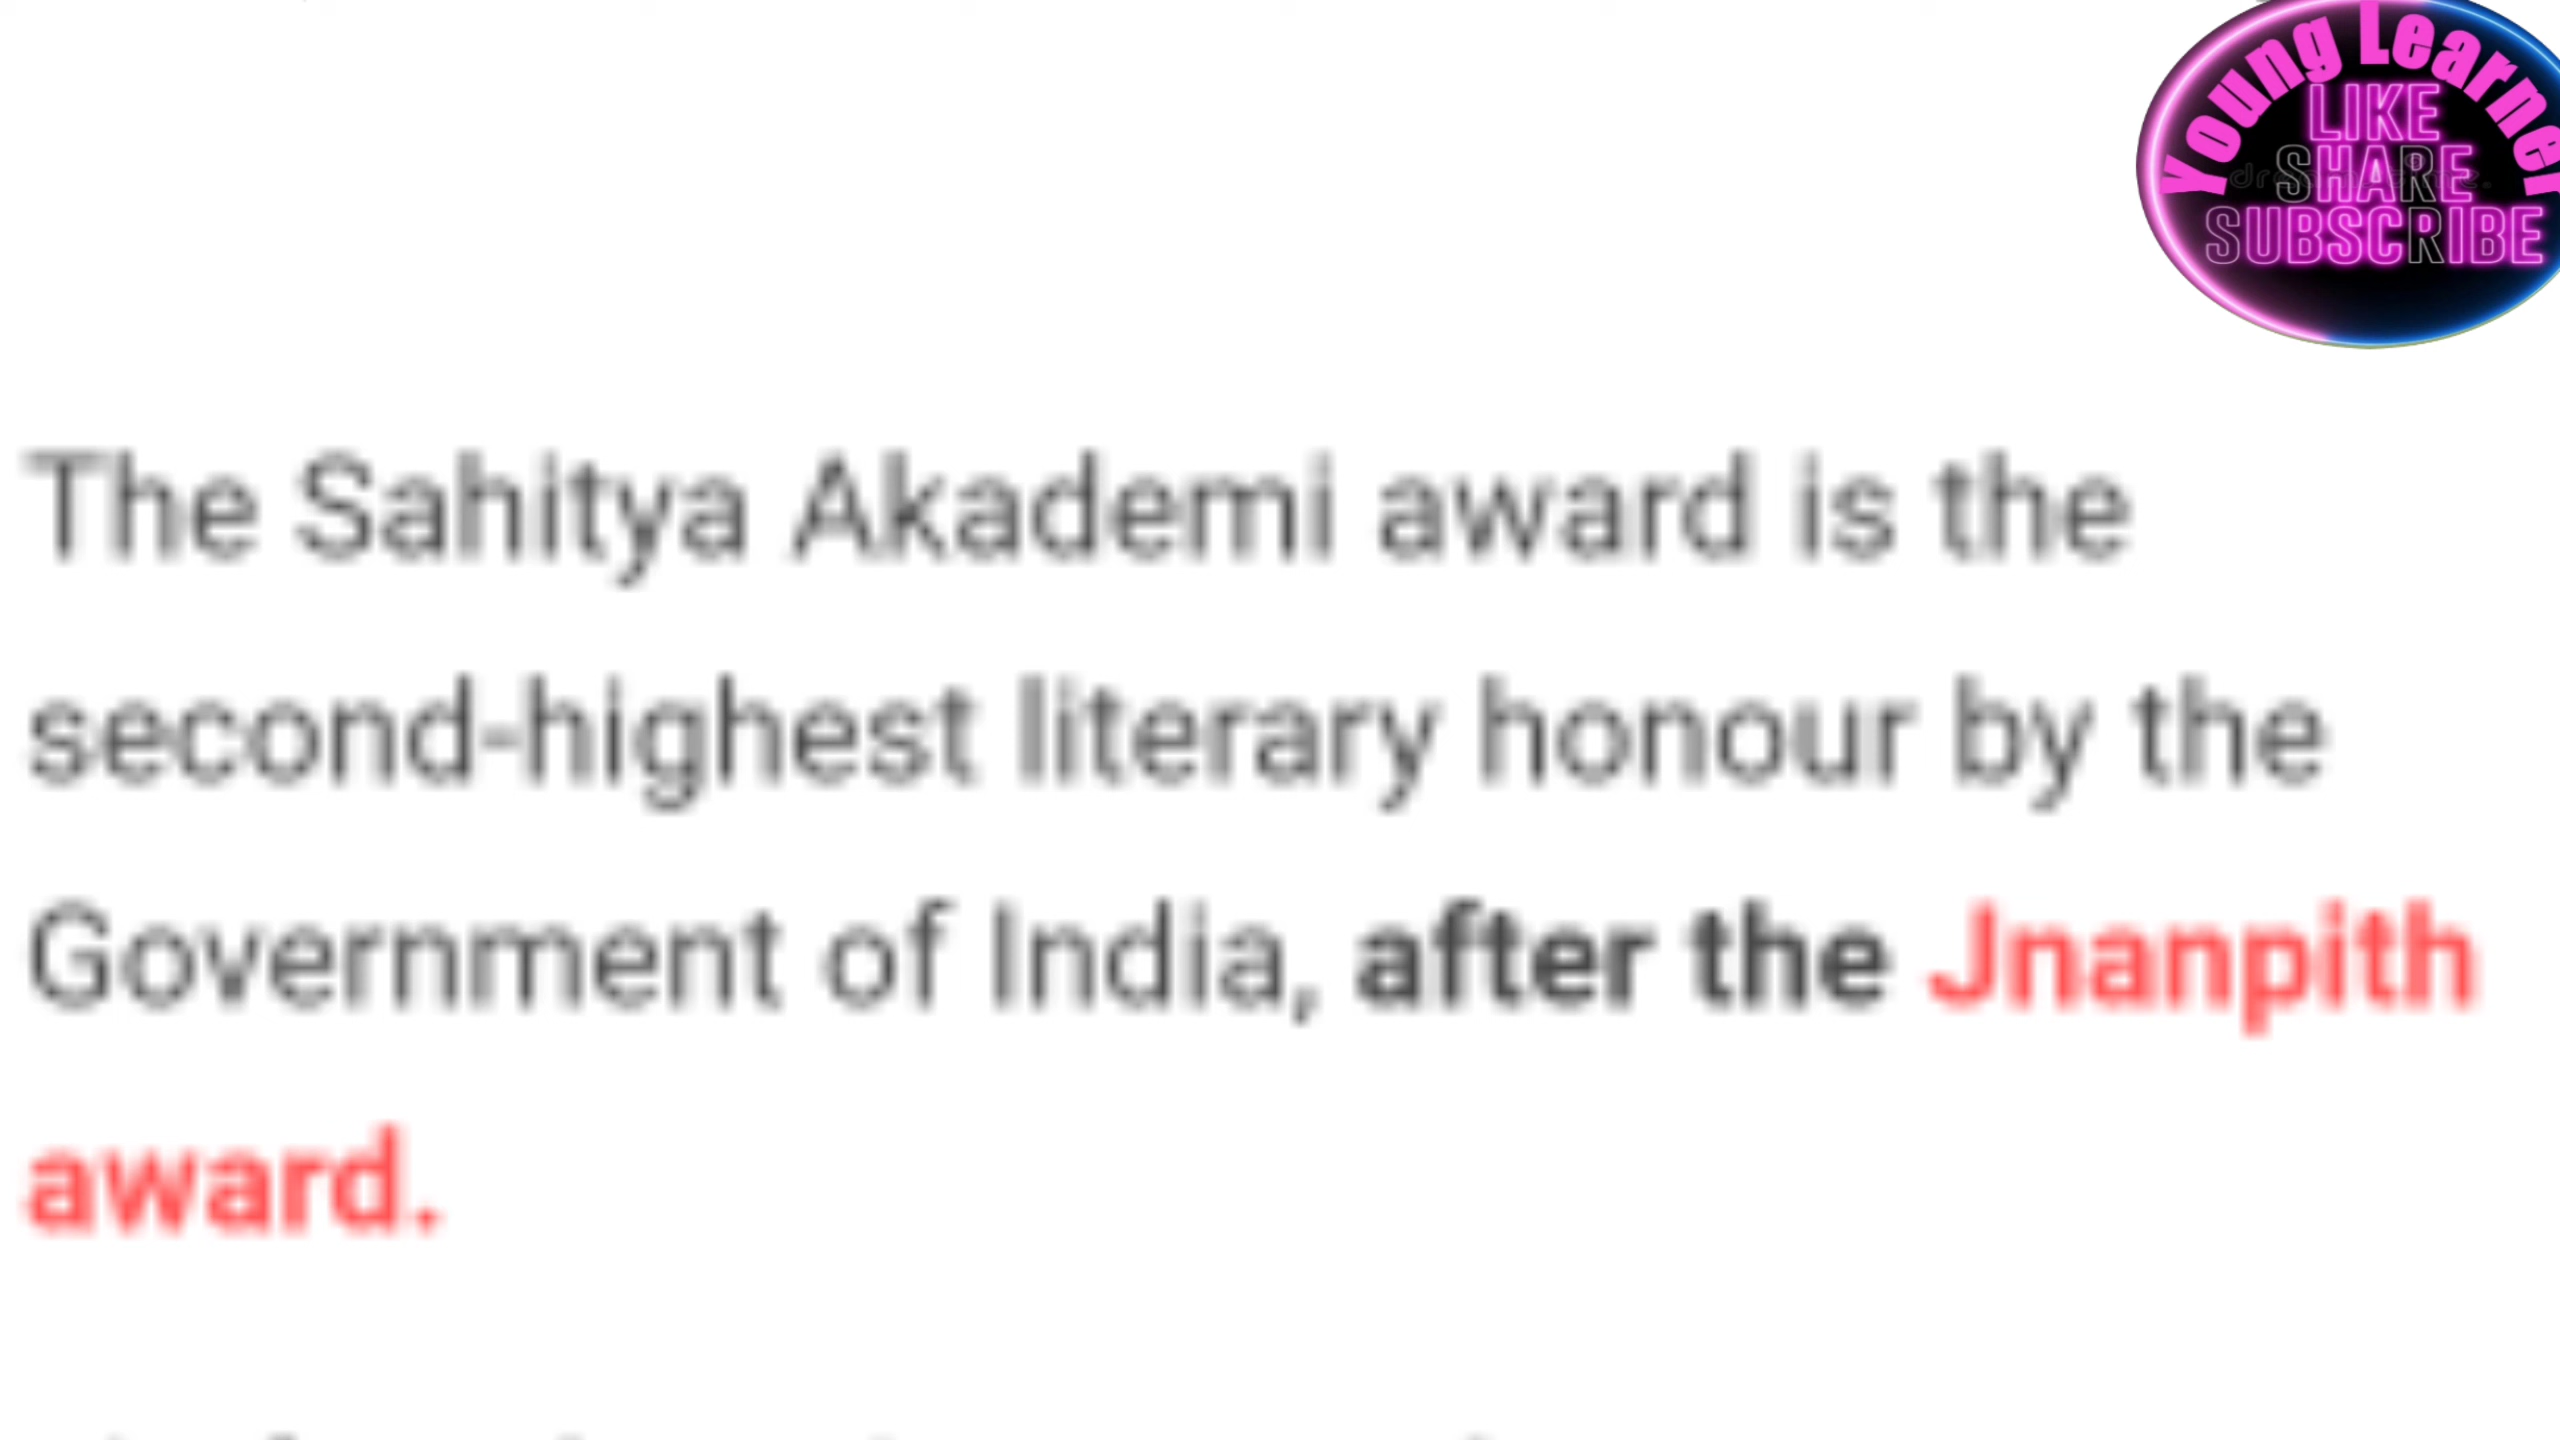 Young Learner
LIKE
SHARE
SUBSCRIBE
The Sahitya Akademi award is the
second-highest literary honour by the
Government of India, after the Jnanpith
award.